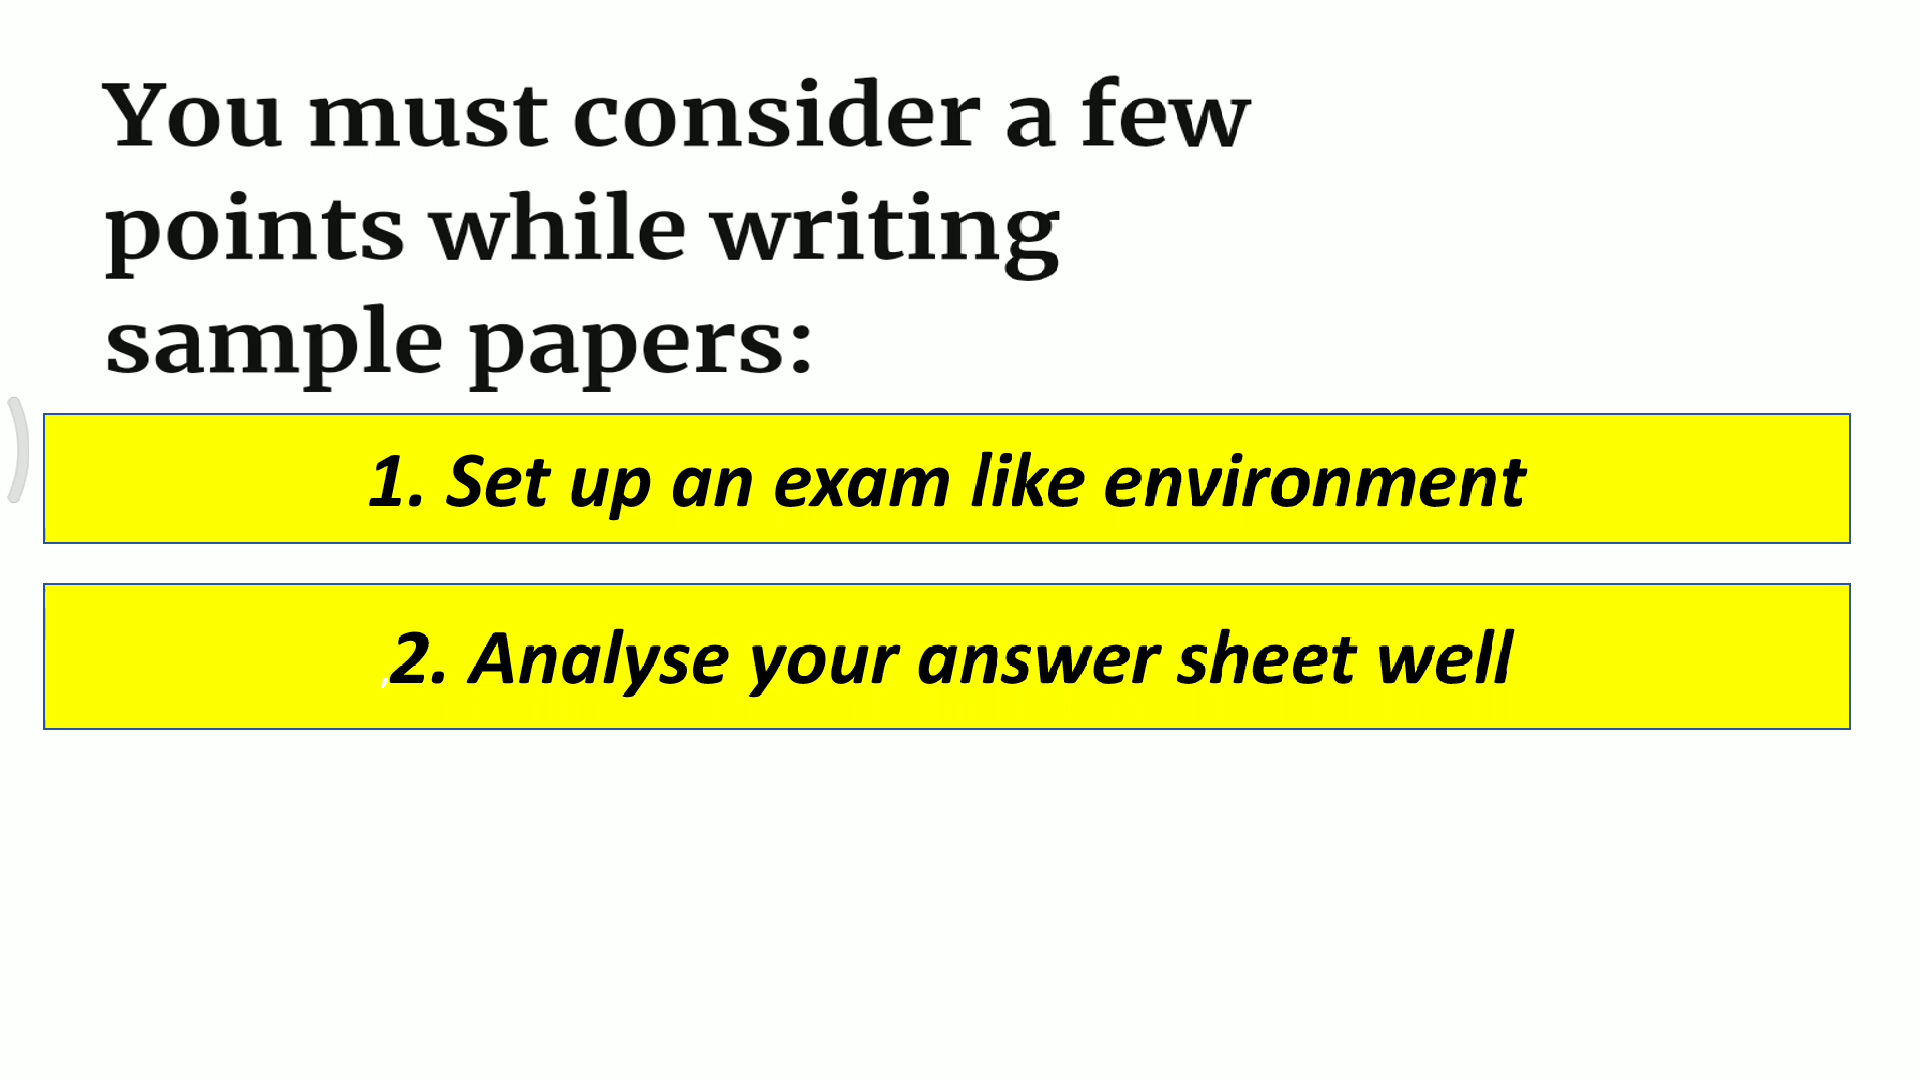 You must consider a few
points while writing
sample papers:
1. Set up an exam like environment
,2. Analyse your answer sheet well